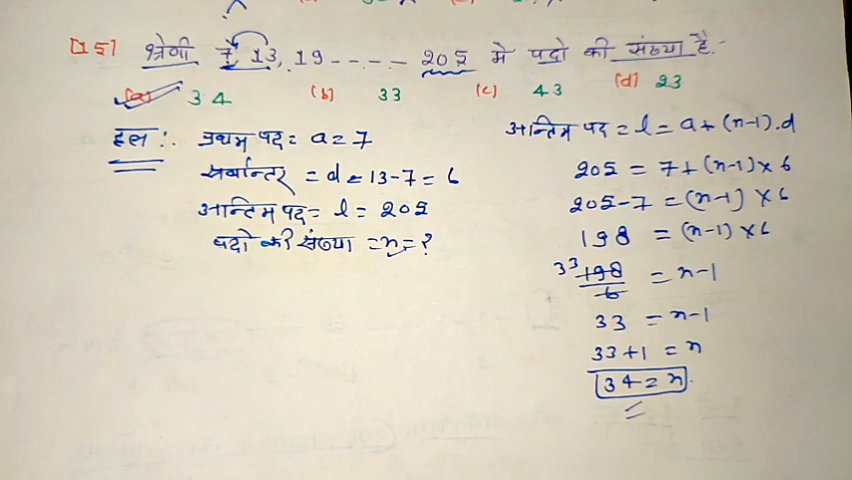 [15] श्रेणी 7, 13, 19 - - - - - 205 मे पदो की संख्या है.-
(a) 34 (b) 33 (c) 43 (d) 23
हल :.
प्रथम पद = a = 7
सर्वान्तर = d = 13-7 = 6
अन्तिम पद = l = 205
पदो की संख्या = n = ?
अन्तिम पद = l = a + (n-1).d
205 = 7+(n-1)×6
205-7 = (n-1) ×6
198 = (n-1)×6
33 198/6 = n-1
33 = n-1
33+1 = n
34 = n.